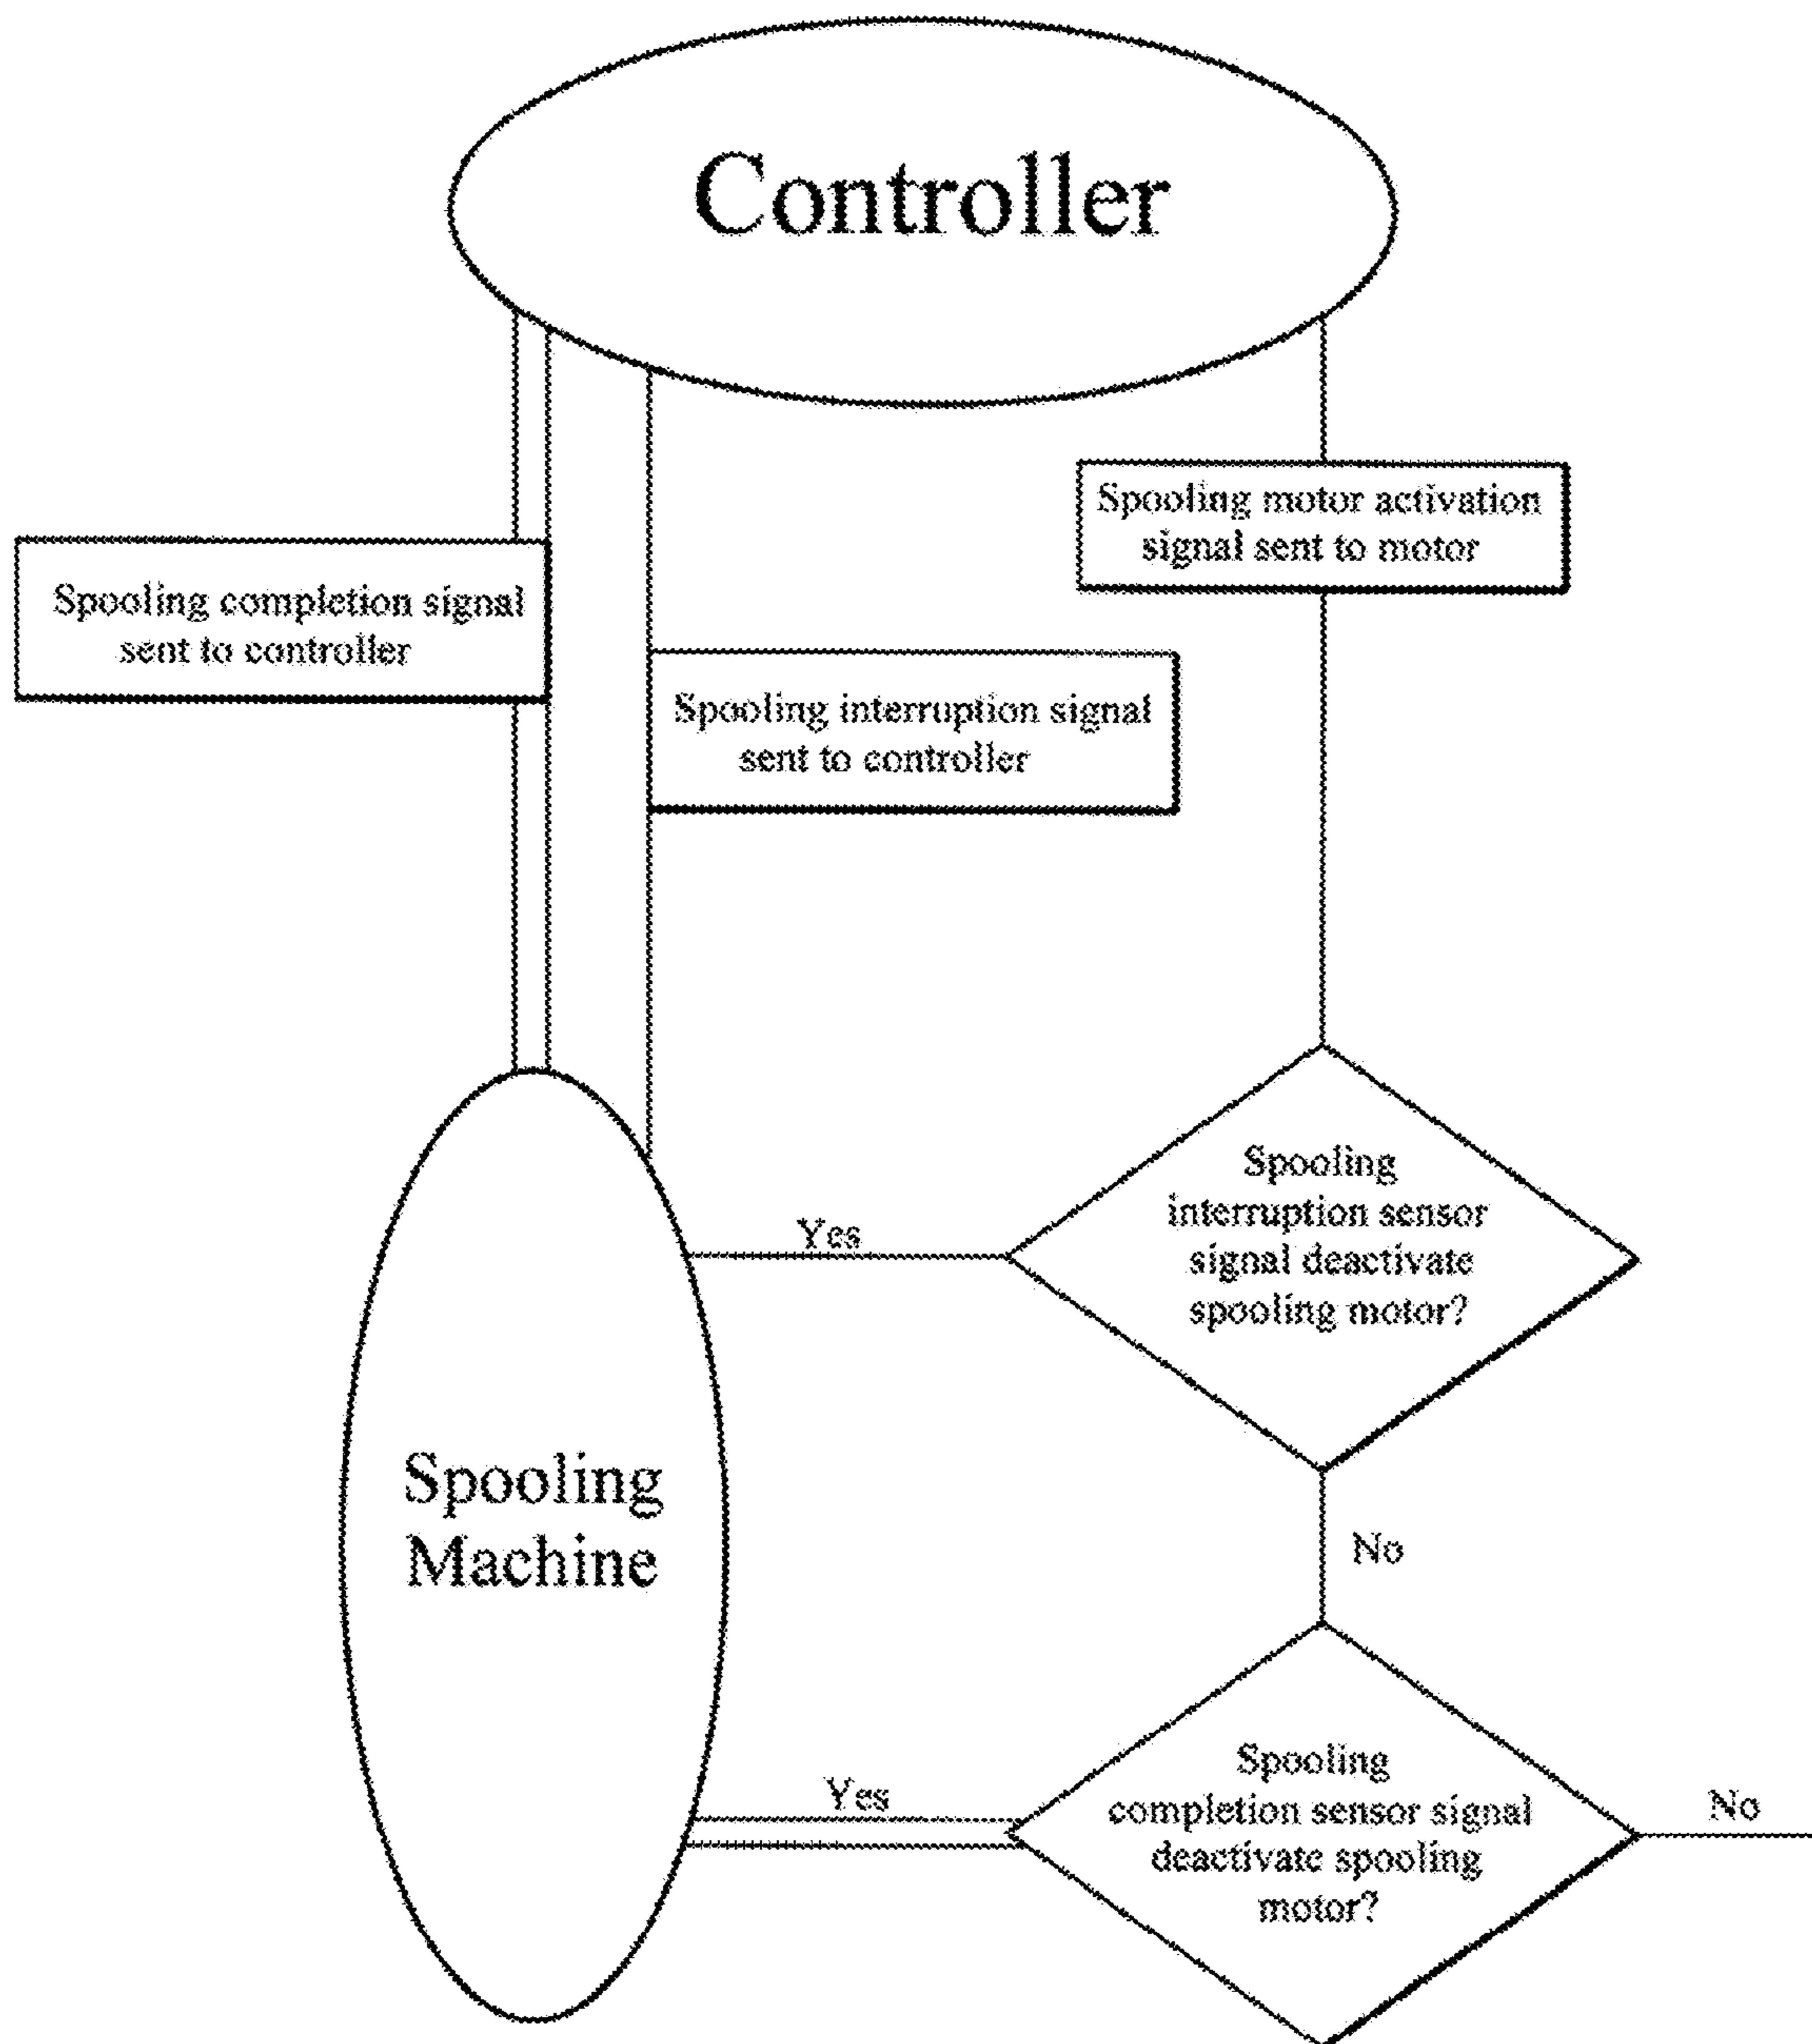 Controller
Spooling motor activation
signal sent to motor
Spooling completion signal
sent to controller
Spooling interruption signal
sent to controller
Spooling
interruption sensor
signal deactivate
spooling motor?
Yes
No
Spooling
Machine
Spooling
completion sensor signal
deactivate spooling
motor?
Yes
No